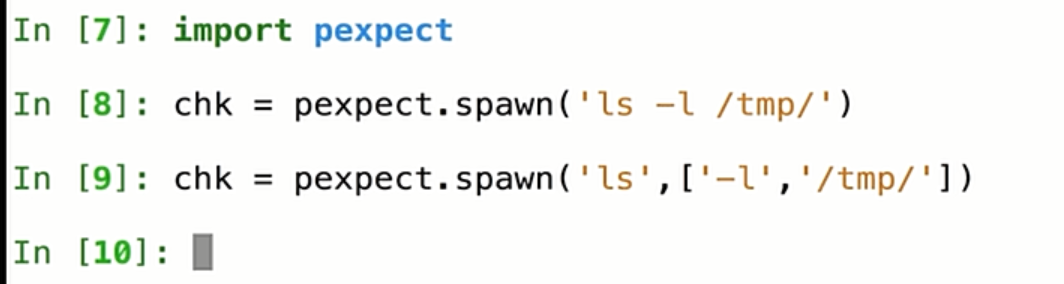 In [7]: import pexpect
In [8]: chk = pexpect.spawn('ls -l /tmp/')
In [9]: chk = pexpect.spawn('ls',['-l','/tmp/'])
In [10]: